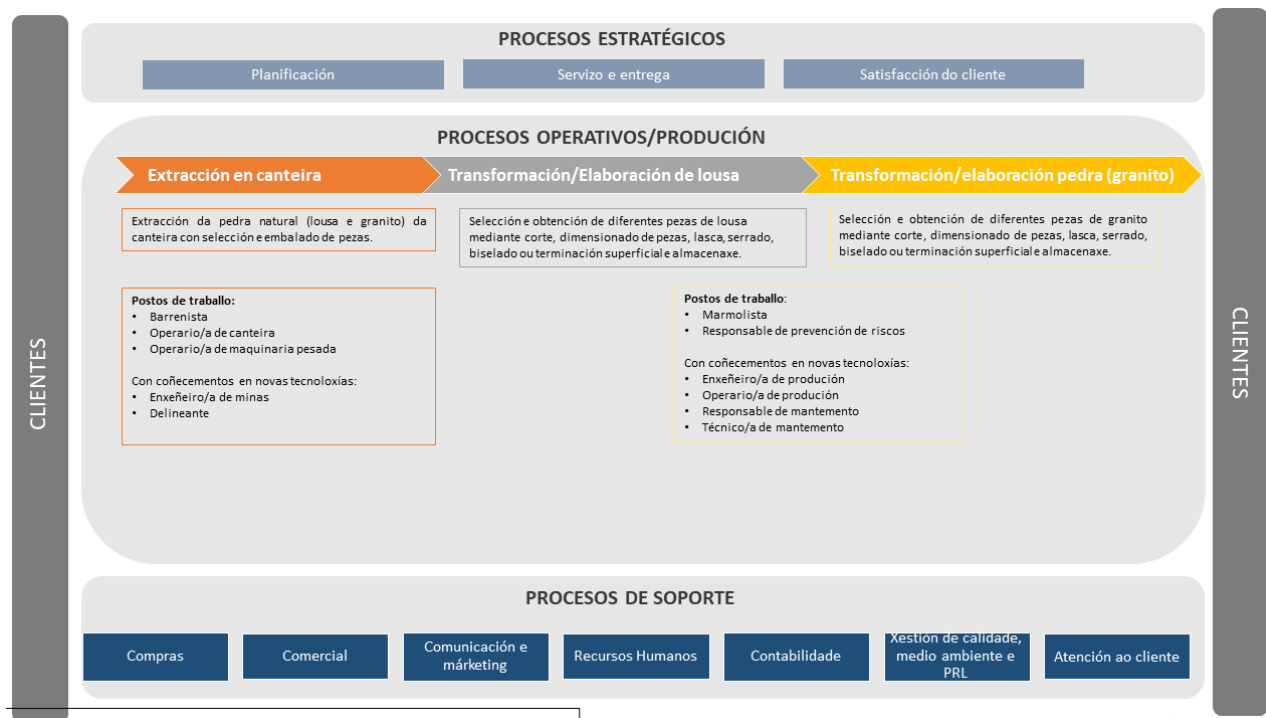 CLIENTES
PROCESOS ESTRATÉGICOS
Planificación
Servizo e entrega
Satisfacción do cliente
PROCESOS OPERATIVOS/PRODUCIÓN
Extracción en canteira
Transformación/Elaboración de lousa
Transformación/elaboración pedra (granito)
Extracción da pedra natural (lousa e granito) da
canteira con selección e embalado de pezas.
Selección e obtención de diferentes pezas de lousa
mediante corte, dimensionado de pezas, lasca, serrado,
biselado ou terminación superficial e almacenaxe.
Selección e obtención de diferentes pezas de granito
mediante corte, dimensionado de pezas, lasca, serrado,
biselado ou terminación superficial e almacenaxe.
Postos de traballo:
• Barrenista
• Operario/a de canteira
• Operario/a de maquinaria pesada
Con coñecementos en novas tecnoloxías:
• Enxeñeiro/a de minas
• Delineante
Postos de traballo:
• Marmolista
• Responsable de prevención de riscos
Con coñecementos en novas tecnoloxías:
• Enxeñeiro/a de produción
• Operario/a de produción
• Responsable de mantemento
• Técnico/a de mantemento
PROCESOS DE SOPORTE
Compras
Comercial
Comunicación e
márketing
Recursos Humanos
Contabilidade
Xestión de calidade,
medio ambiente e
PRL
Atención ao cliente
CLIENTES